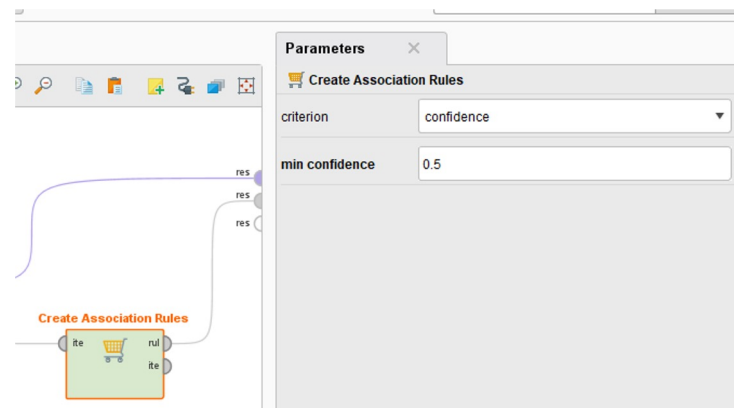 Parameters
Create Association Rules
criterion
confidence
min confidence
0.5
res
res
res
Create Association Rules
ite
rul
ite